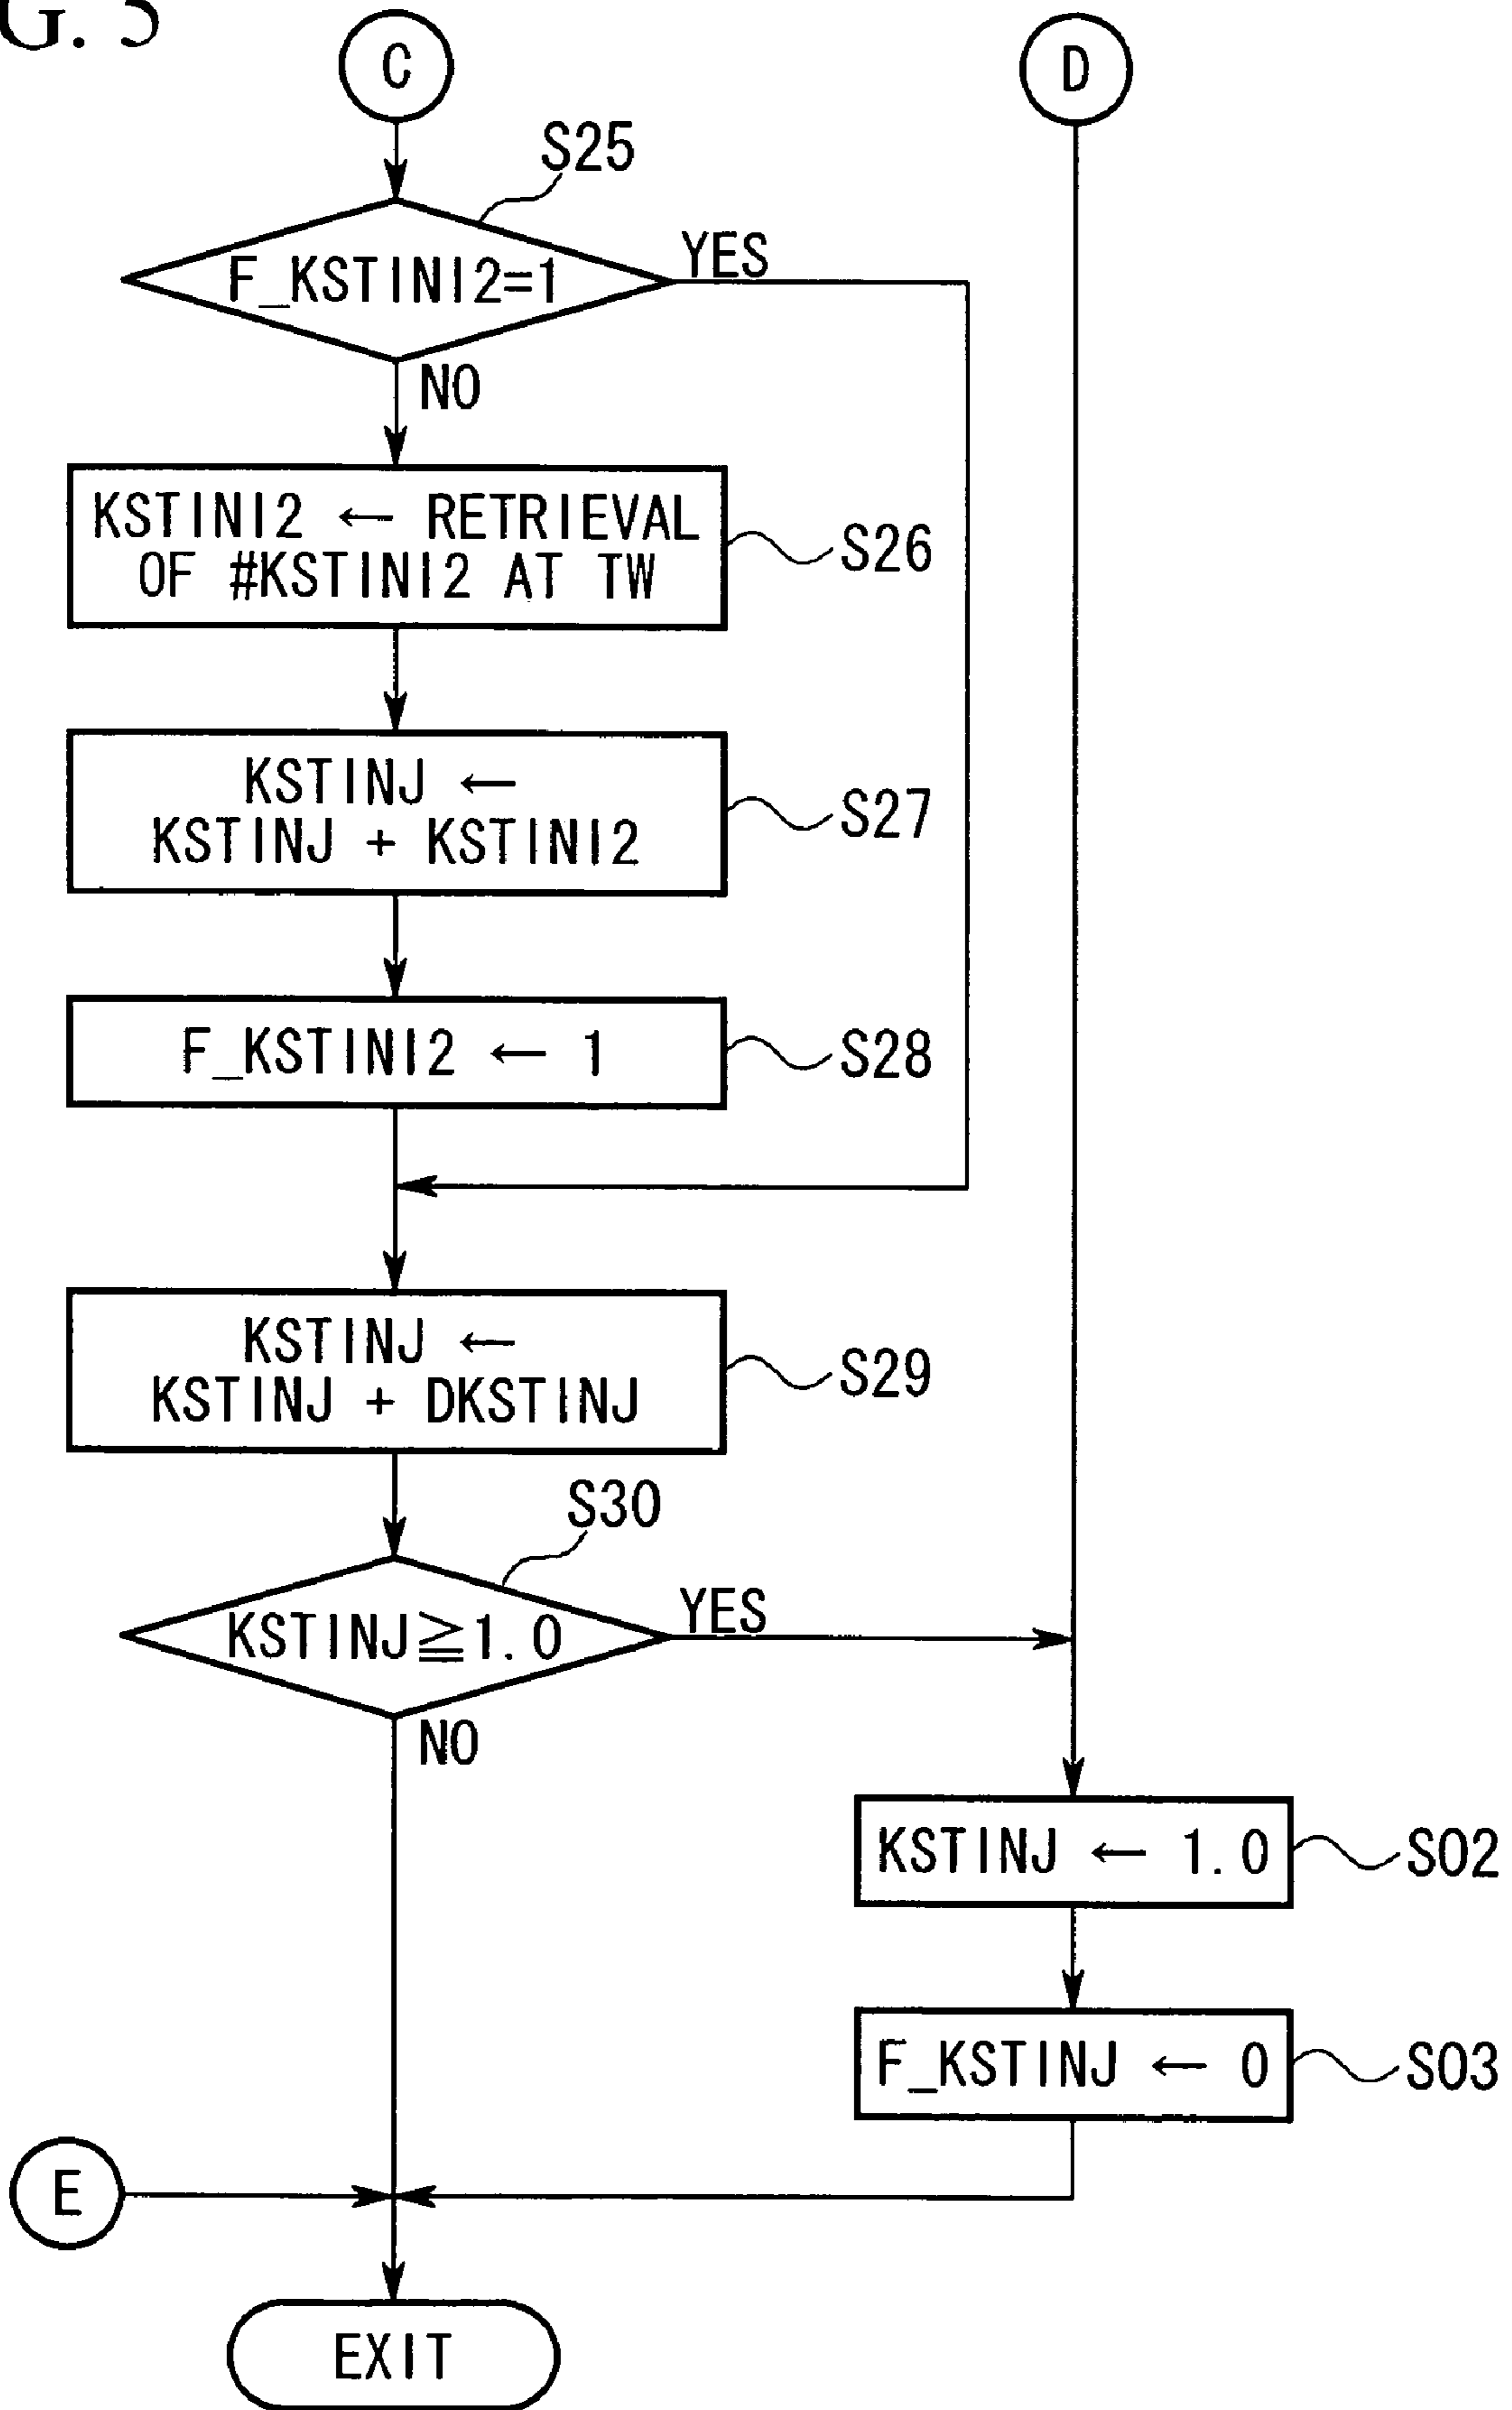 G. 5
C
D
S25
F_KSTINI2=1
YES
NO
KSTINI2 ← RETRIEVAL
OF #KSTINI2 AT TW
S26
KSTINJ ←
KSTINJ + KSTINI2
S27
F_KSTINI2 ← 1
S28
KSTINJ ←
KSTINJ + DKSTINJ
S29
S30
KSTINJ≧1.0
YES
NO
KSTINJ ← 1.0
S02
F_KSTINJ ← 0
S03
E
EXIT